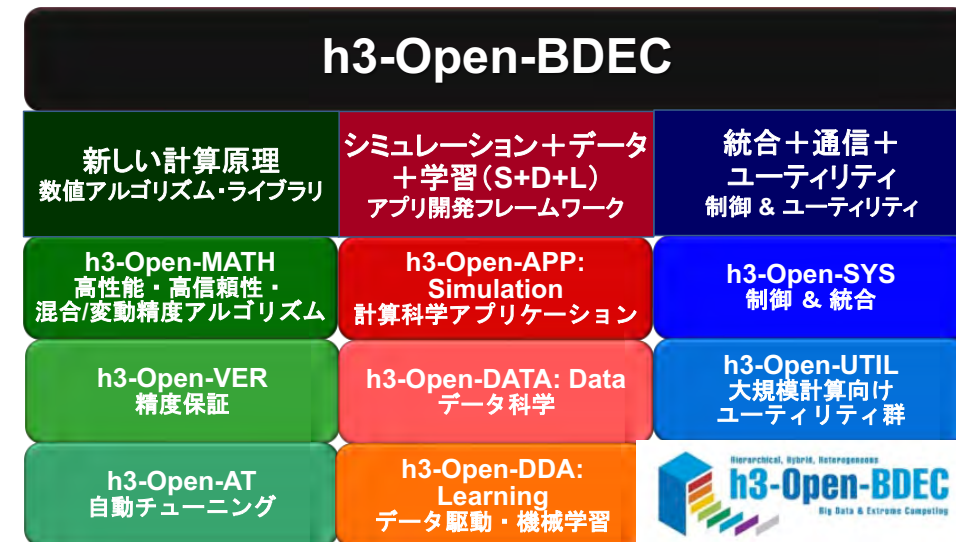 h3-Open-BDEC
新しい計算原理
数値アルゴリズム・ライブラリ
シミュレーション＋データ
＋学習（S+D+L）
アプリ開発フレームワーク
統合＋通信＋
ユーティリティ
制御 & ユーティリティ
h3-Open-MATH
高性能・高信頼性・
混合/変動精度アルゴリズム
h3-Open-APP:
Simulation
計算科学アプリケーション
h3-Open-SYS
制御 & 統合
h3-Open-VER
精度保証
h3-Open-DATA: Data
データ科学
h3-Open-UTIL
大規模計算向け
ユーティリティ群
h3-Open-AT
自動チューニング
h3-Open-DDA:
Learning
データ駆動・機械学習
Hierarchical, Hybrid, Heterogeneous
h3-Open-BDEC
Big Data & Extreme Computing